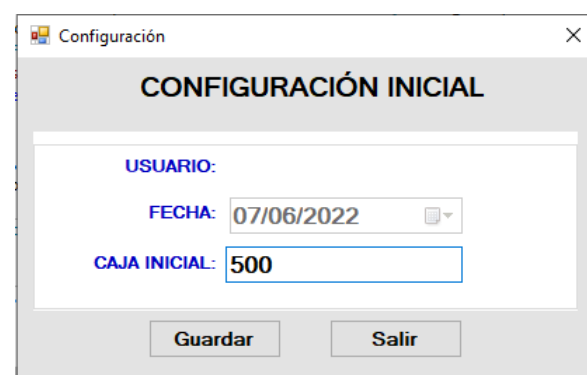 Configuración
CONFIGURACIÓN INICIAL
USUARIO:
FECHA: 07/06/2022
CAJA INICIAL: 500
Guardar Salir